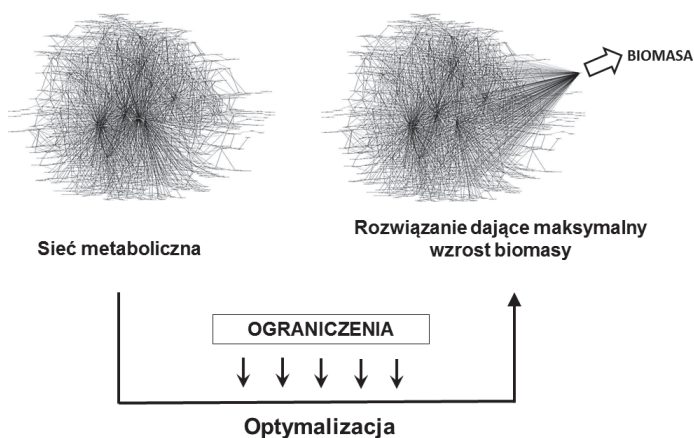 BIOMASA
Sieć metaboliczna
Rozwiązanie dające maksymalny
wzrost biomasy
OGRANICZENIA
Optymalizacja